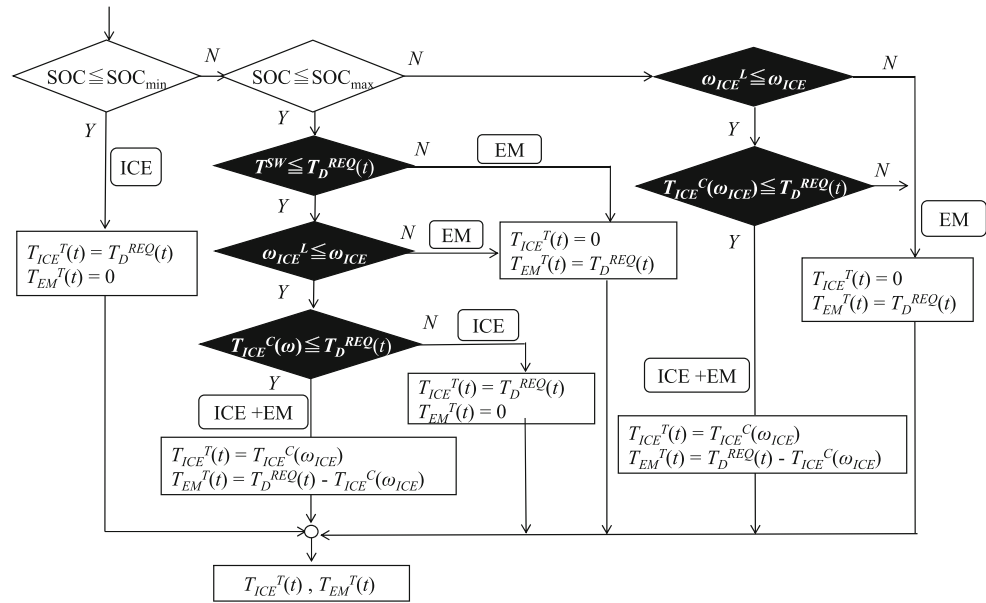 N
N
SOC≦SOCmin
SOC≦SOCmax
ω_ICE^L≦ω_ICE
Y
Y
Y
N
ICE
T^SW≦T_D^REQ(t)
N
EM
T_ICE^C(ω_ICE)≦T_D^REQ(t)
N
Y
Y
EM
T_ICE^T(t) = T_D^REQ(t)
T_EM^T(t) = 0
ω_ICE^L≦ω_ICE
N
EM
T_ICE^T(t) = 0
T_EM^T(t) = T_D^REQ(t)
T_ICE^T(t) = 0
T_EM^T(t) = T_D^REQ(t)
Y
T_ICE^C(ω)≦T_D^REQ(t)
N
ICE
Y
T_ICE^T(t) = T_D^REQ(t)
T_EM^T(t) = 0
ICE +EM
ICE +EM
T_ICE^T(t) = T_ICE^C(ω_ICE)
T_EM^T(t) = T_D^REQ(t) - T_ICE^C(ω_ICE)
T_ICE^T(t) = T_ICE^C(ω_ICE)
T_EM^T(t) = T_D^REQ(t) - T_ICE^C(ω_ICE)
T_ICE^T(t) , T_EM^T(t)